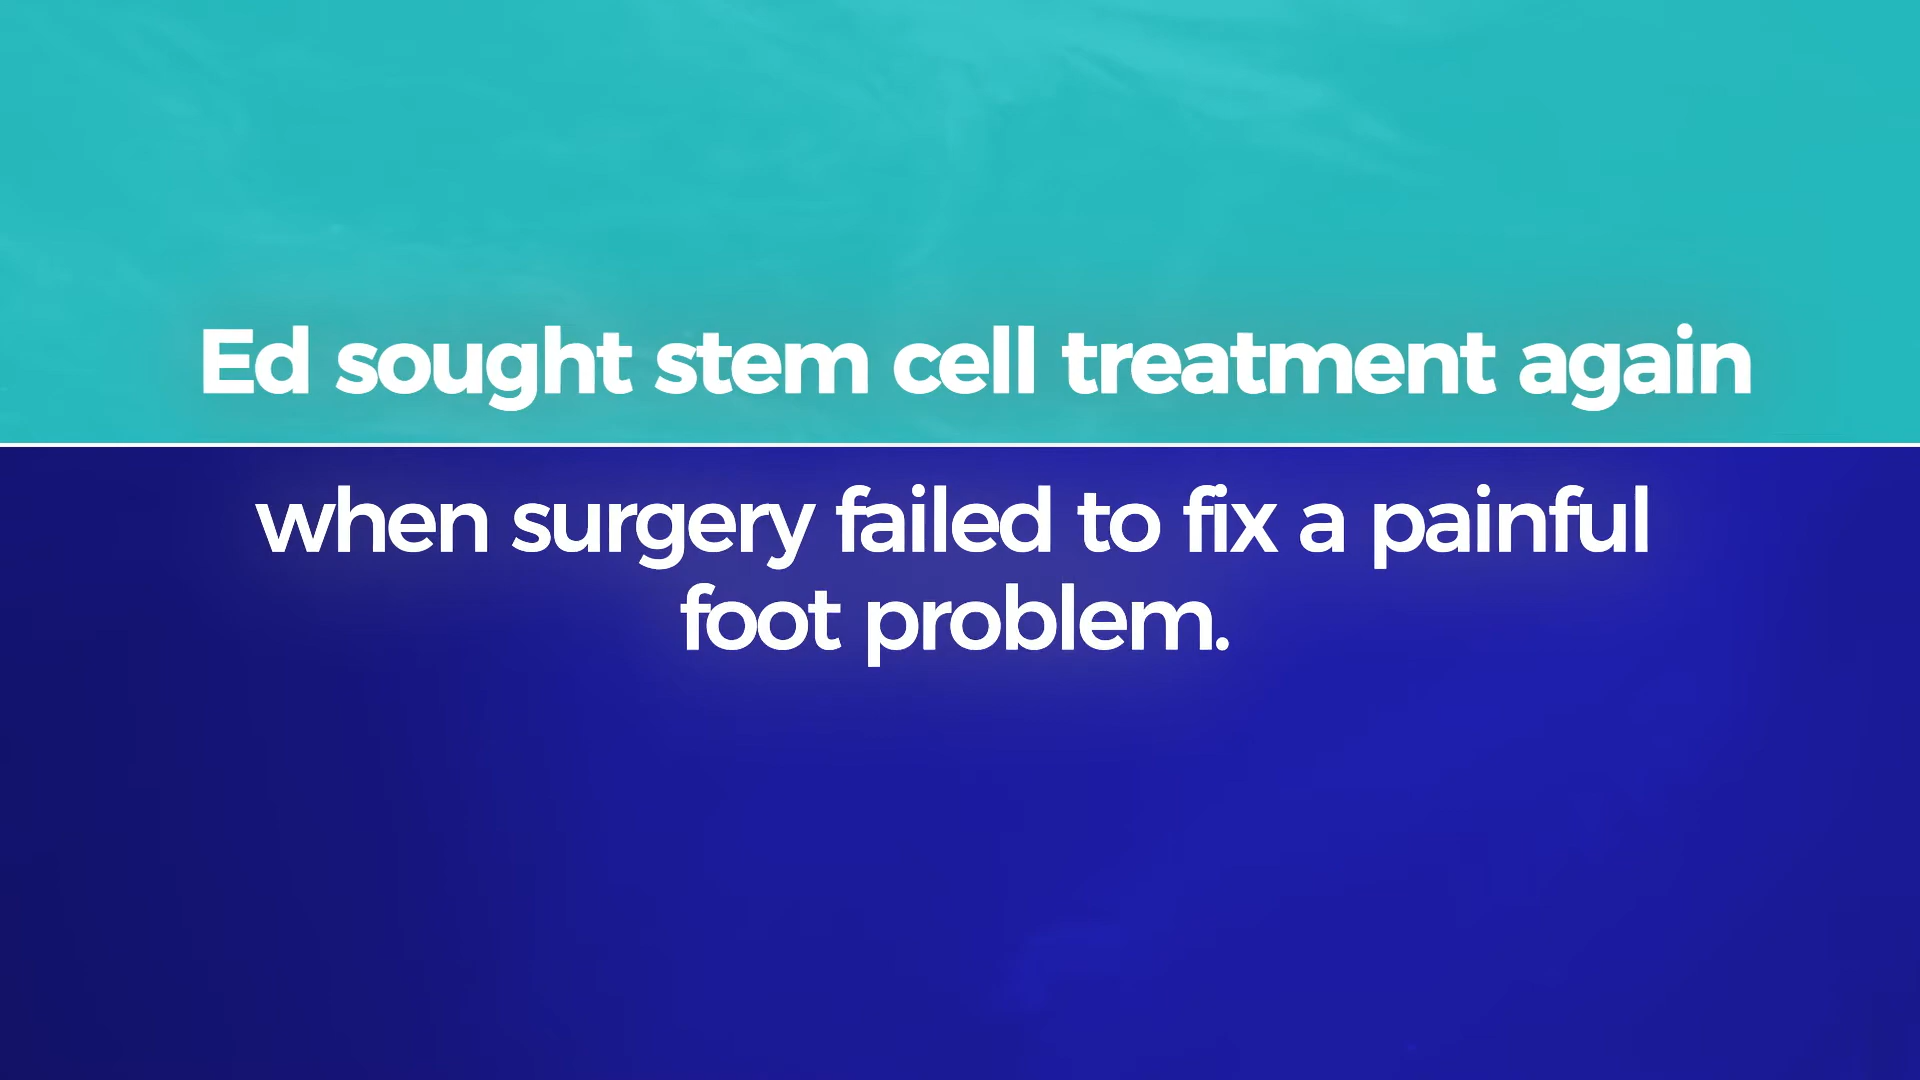 Ed sought stem cell treatment again
when surgery failed to fix a painful
foot problem.